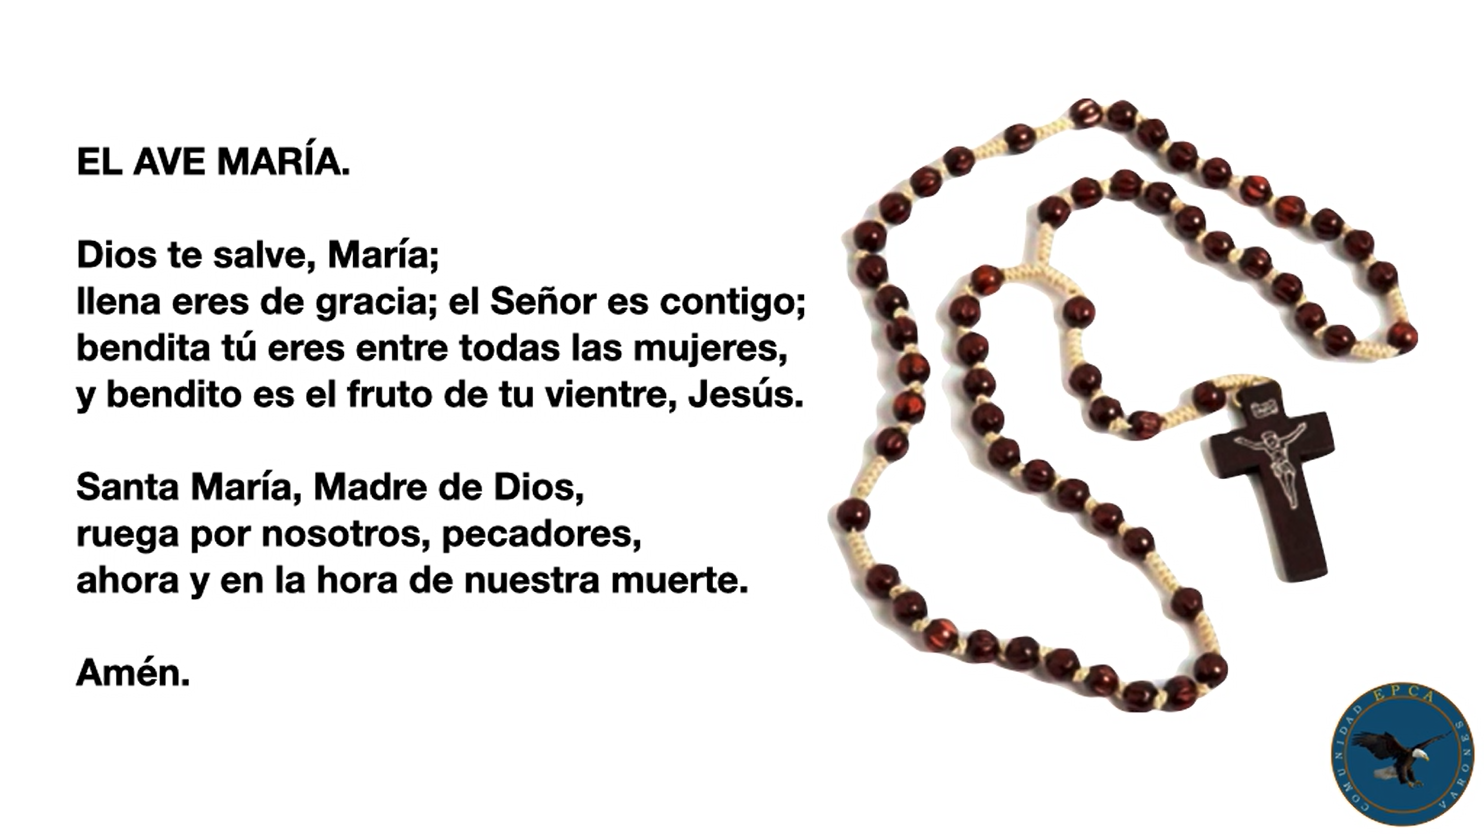 EL AVE MARÍA.
Dios te salve, María;
llena eres de gracia; el Señor es contigo;
bendita tú eres entre todas las mujeres,
y bendito es el fruto de tu vientre, Jesús.
Santa María, Madre de Dios,
ruega por nosotros, pecadores,
ahora y en la hora de nuestra muerte.
Amén.
COMUNIDAD EPCA SENORVA